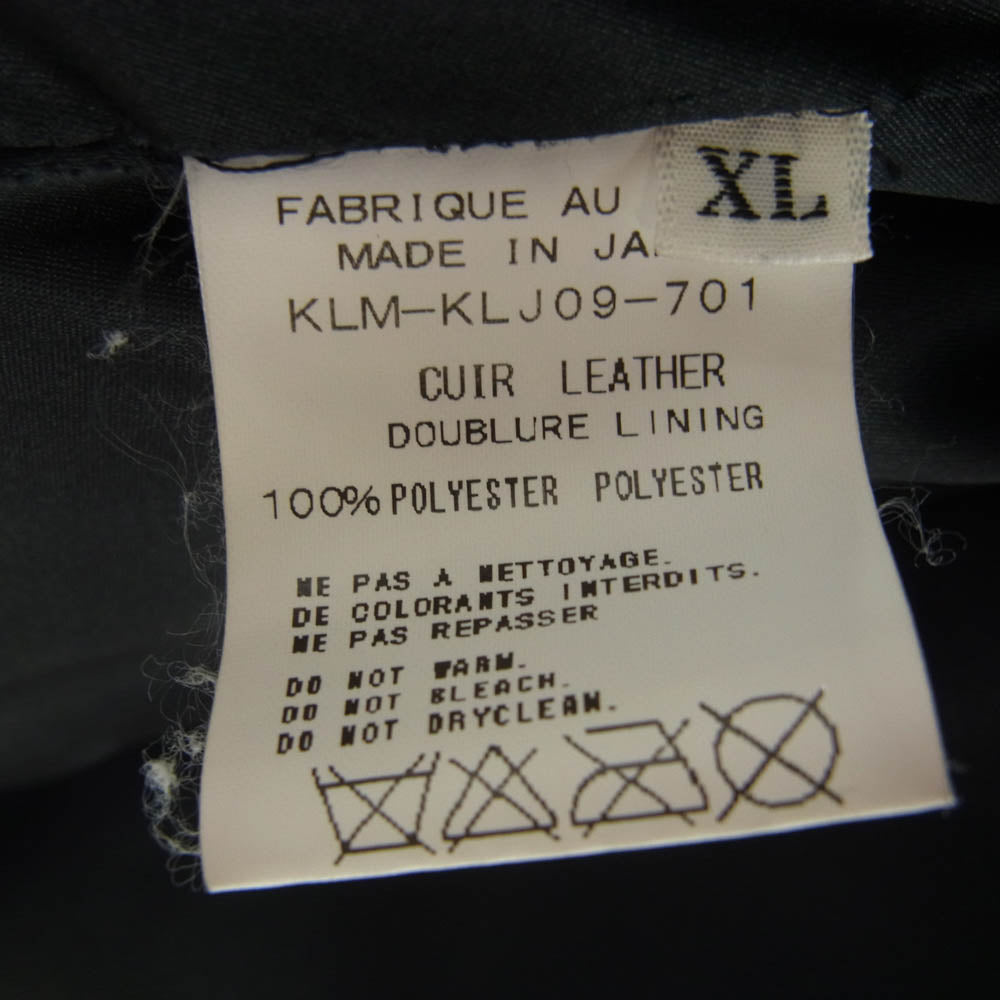 XL
FABRIQUE AU
MADE IN
KLM-KLJ09-701
CUIR LEATHER
DOUBLURE LINING
100% POLYESTER POLYESTER
NE PAS A NETTOYAGE.
DE COLORANTS INTERDITS.
NE PAS REPASSER
DO NOT WARM.
DO NOT BLEACH.
DO NOT DRYCLEAN.